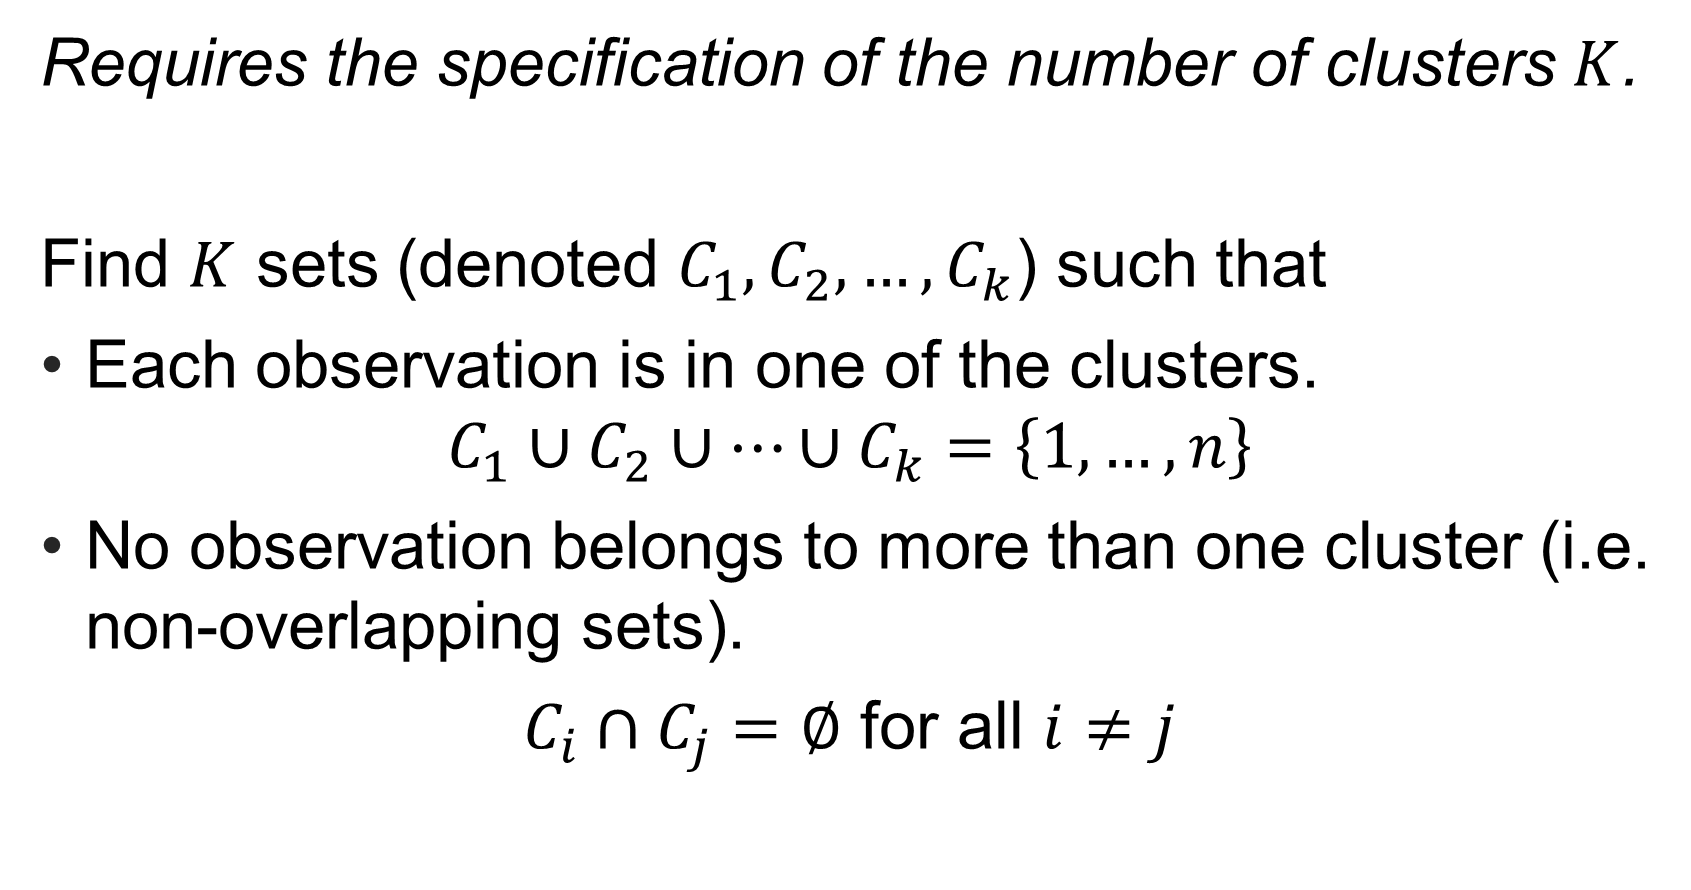 Requires the specification of the number of clusters K.
Find K sets (denoted C₁, C₂, … , Cₖ) such that
• Each observation is in one of the clusters.
C₁ ∪ C₂ ∪ ⋯ ∪ Cₖ = {1, … , n}
• No observation belongs to more than one cluster (i.e.
non-overlapping sets).
Cᵢ ∩ Cⱼ = ∅ for all i ≠ j